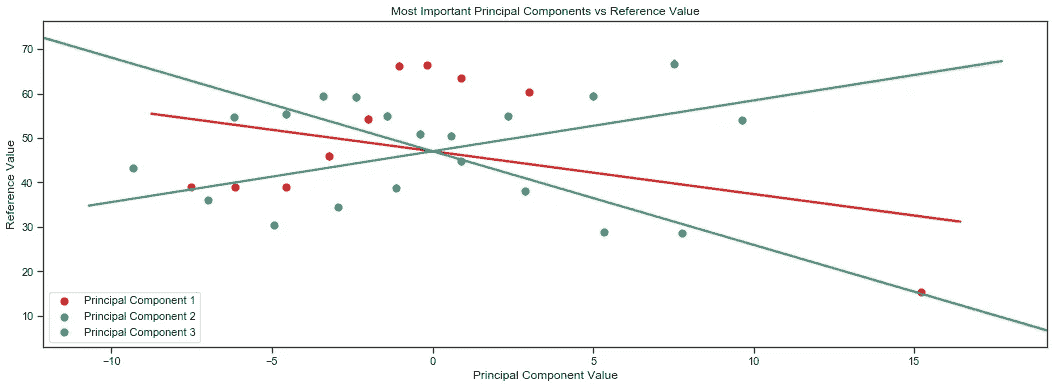 Most Important Principal Components vs Reference Value
Reference Value
70
60
50
40
30
20
10
Principal Component 1
Principal Component 2
Principal Component 3
−10
−5
0
5
10
15
Principal Component Value